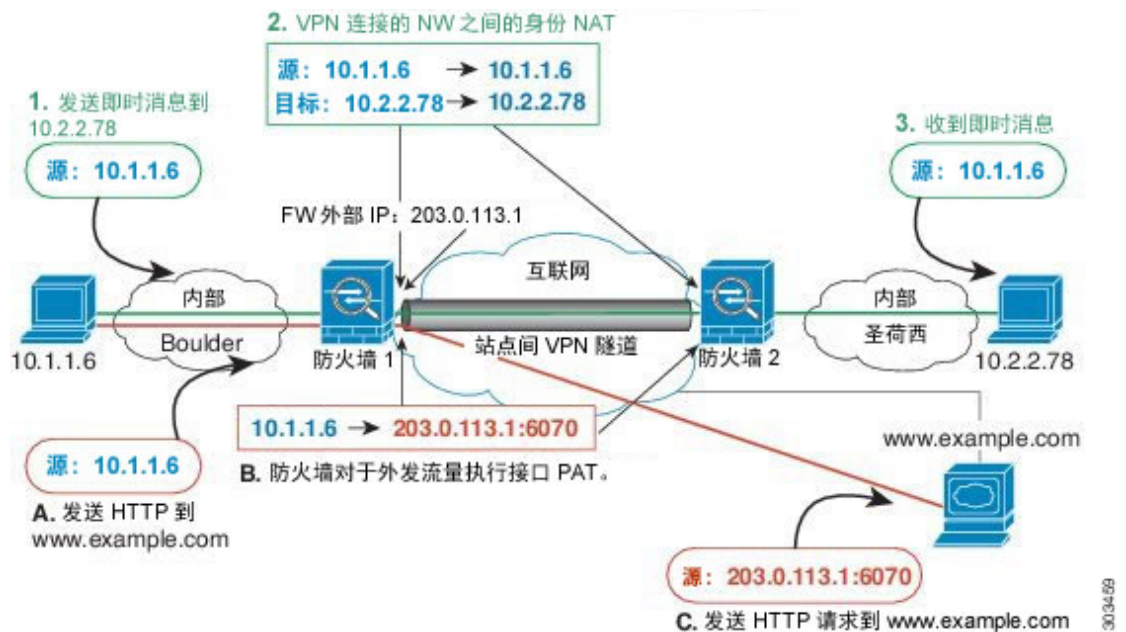 2. VPN 连接的 NW 之间的身份 NAT
源：10.1.1.6 → 10.1.1.6
目标：10.2.2.78 → 10.2.2.78
1. 发送即时消息到
10.2.2.78
源：10.1.1.6
3. 收到即时消息
源：10.1.1.6
FW 外部 IP：203.0.113.1
互联网
内部
Boulder
内部
圣荷西
站点间 VPN 隧道
10.1.1.6
防火墙 1
防火墙 2
10.2.2.78
10.1.1.6 → 203.0.113.1:6070
B. 防火墙对于外发流量执行接口 PAT。
www.example.com
源：10.1.1.6
A. 发送 HTTP 到
www.example.com
源：203.0.113.1:6070
C. 发送 HTTP 请求到 www.example.com
303459